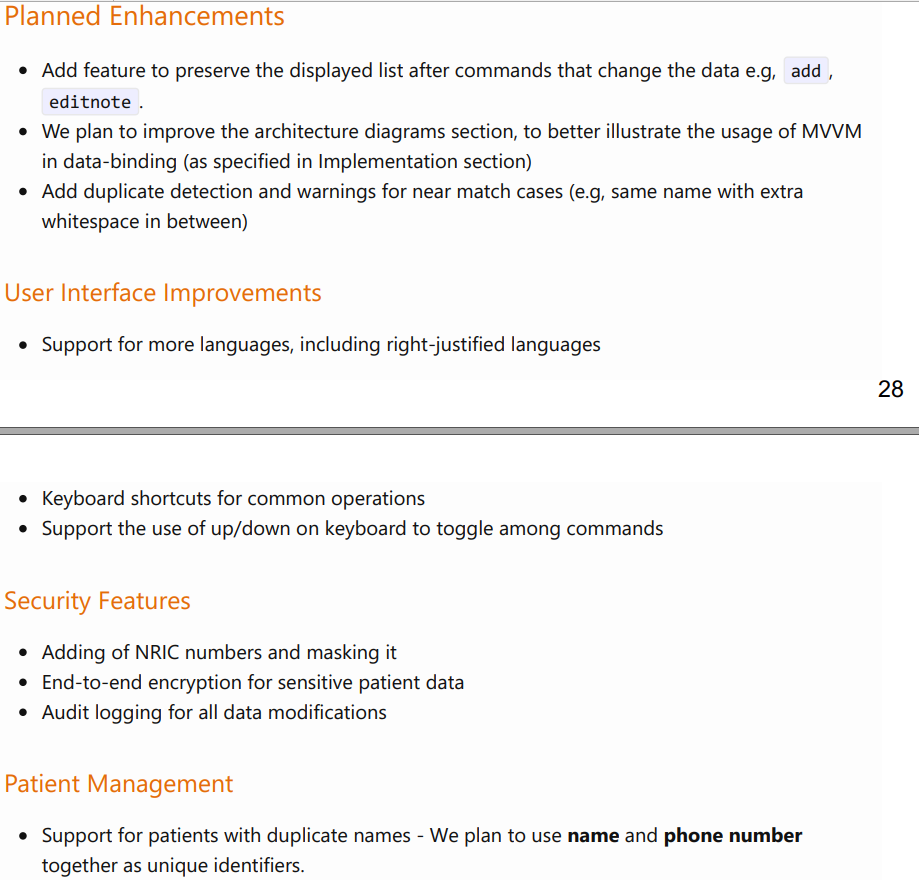 Planned Enhancements
• Add feature to preserve the displayed list after commands that change the data e.g, add,
editnote.
• We plan to improve the architecture diagrams section, to better illustrate the usage of MVVM
in data-binding (as specified in Implementation section)
• Add duplicate detection and warnings for near match cases (e.g, same name with extra
whitespace in between)
User Interface Improvements
• Support for more languages, including right-justified languages
28
• Keyboard shortcuts for common operations
• Support the use of up/down on keyboard to toggle among commands
Security Features
• Adding of NRIC numbers and masking it
• End-to-end encryption for sensitive patient data
• Audit logging for all data modifications
Patient Management
• Support for patients with duplicate names - We plan to use name and phone number
together as unique identifiers.